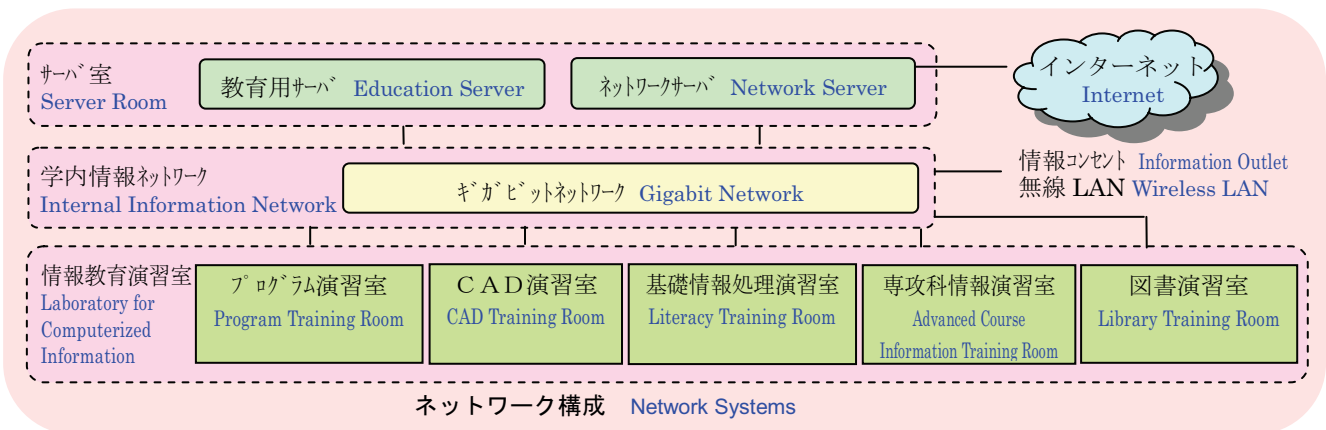 ｻｰﾊﾞ室
Server Room
教育用ｻｰﾊﾞ Education Server
ﾈｯﾄﾜｰｸｻｰﾊﾞ Network Server
インターネット
Internet
学内情報ﾈｯﾄﾜｰｸ
Internal Information Network
ｷﾞｶﾞﾋﾞｯﾄﾈｯﾄﾜｰｸ Gigabit Network
情報ｺﾝｾﾝﾄ Information Outlet
無線 LAN Wireless LAN
情報教育演習室
Laboratory for
Computerized
Information
ﾌﾟﾛｸﾞﾗﾑ演習室
Program Training Room
ＣＡＤ演習室
CAD Training Room
基礎情報処理演習室
Literacy Training Room
専攻科情報演習室
Advanced Course
Information Training Room
図書演習室
Library Training Room
ネットワーク構成 Network Systems